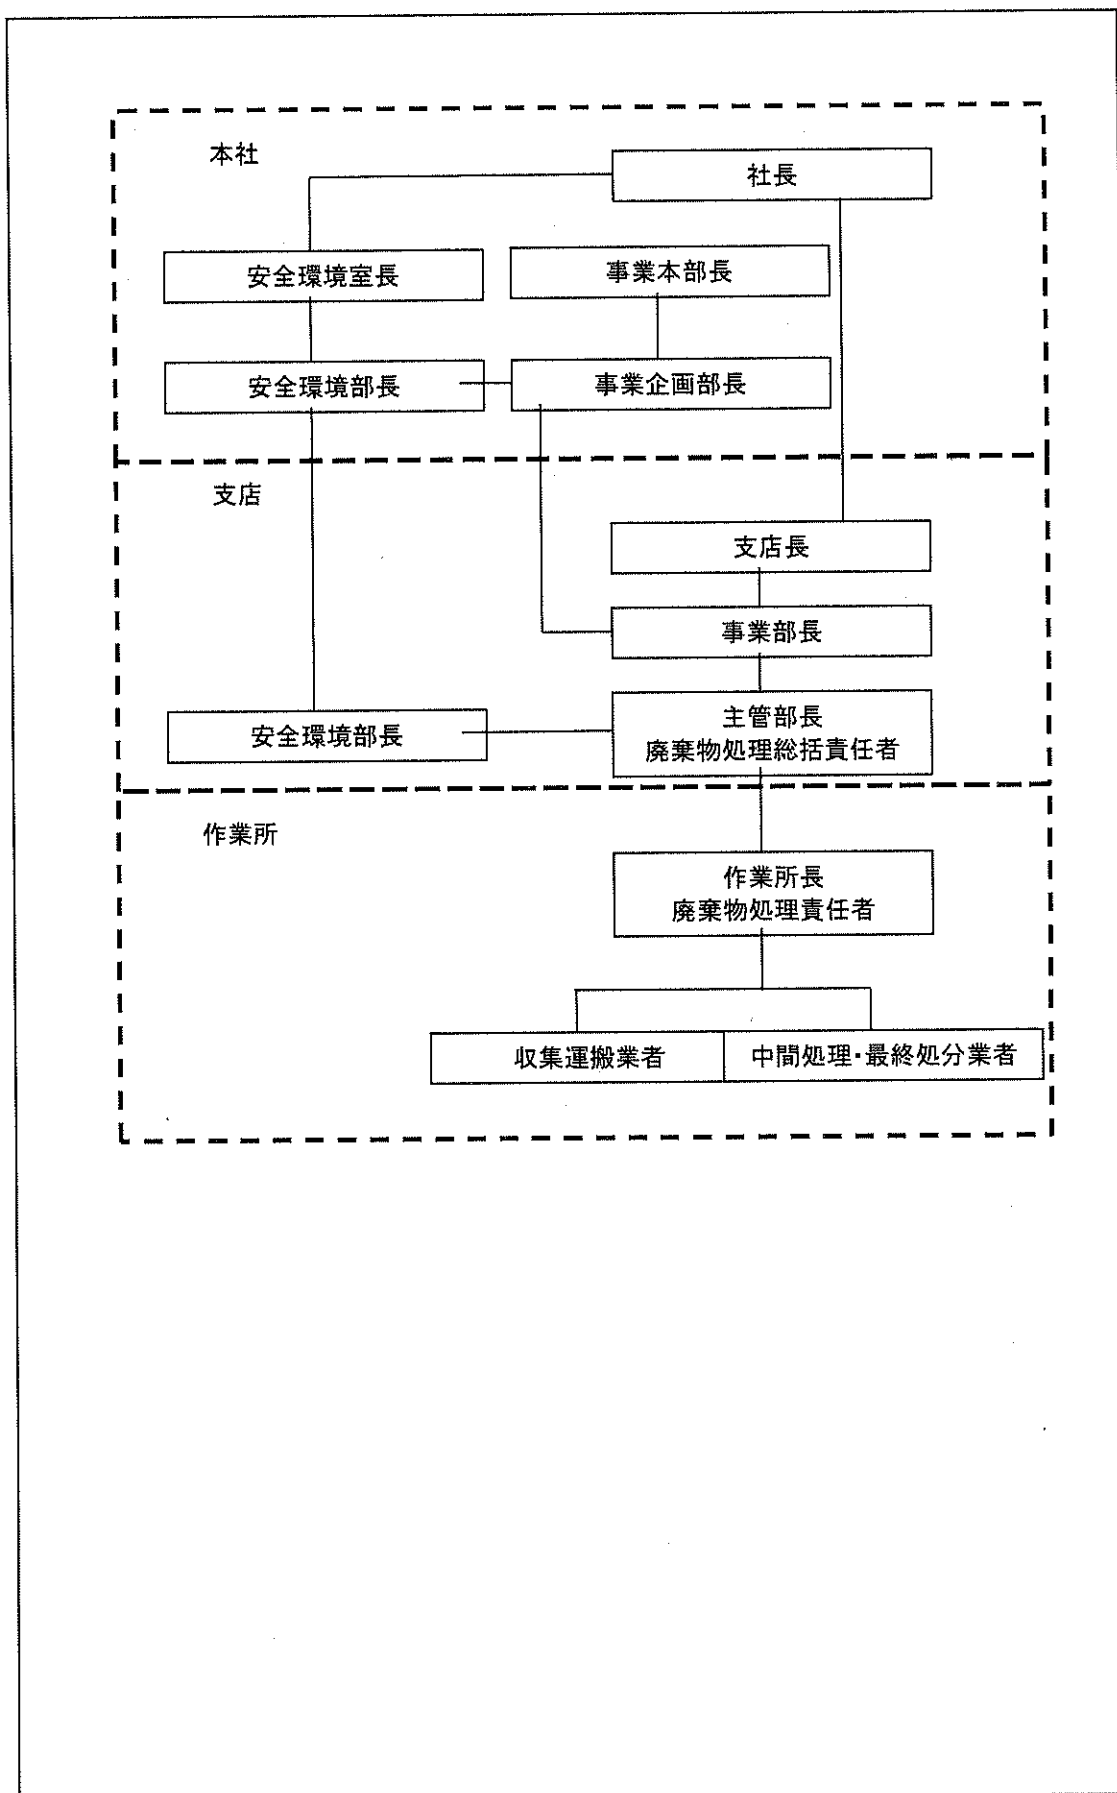 本社
社長
安全環境室長
事業本部長
安全環境部長
事業企画部長
支店
支店長
事業部長
安全環境部長
主管部長
廃棄物処理総括責任者
作業所
作業所長
廃棄物処理責任者
収集運搬業者
中間処理・最終処分業者